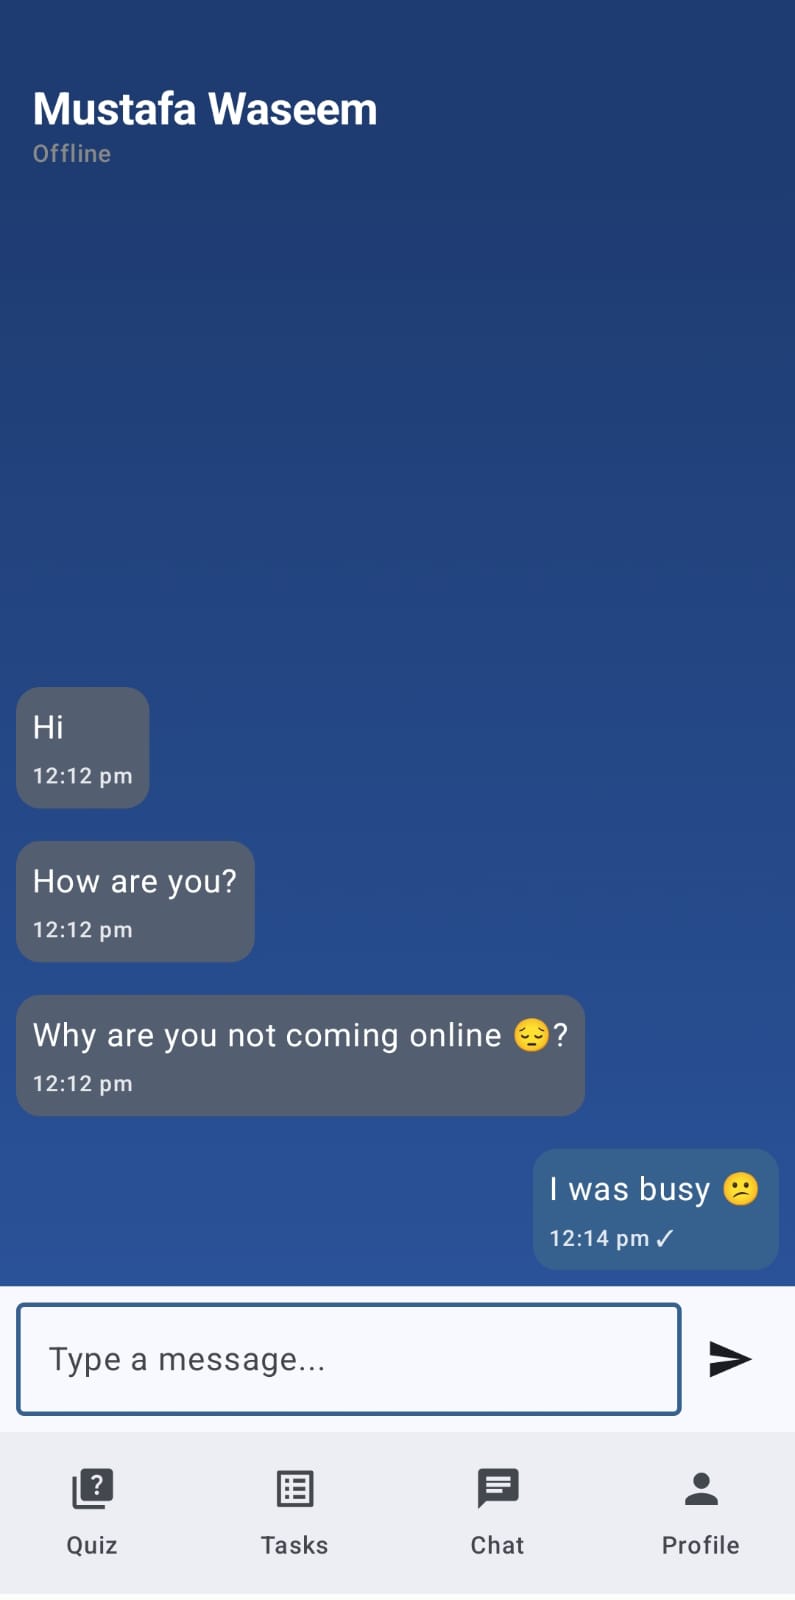 Mustafa Waseem
Offline
Hi
12:12 pm
How are you?
12:12 pm
Why are you not coming online 😔?
12:12 pm
I was busy 😕
12:14 pm ✓
Type a message...
Quiz
Tasks
Chat
Profile